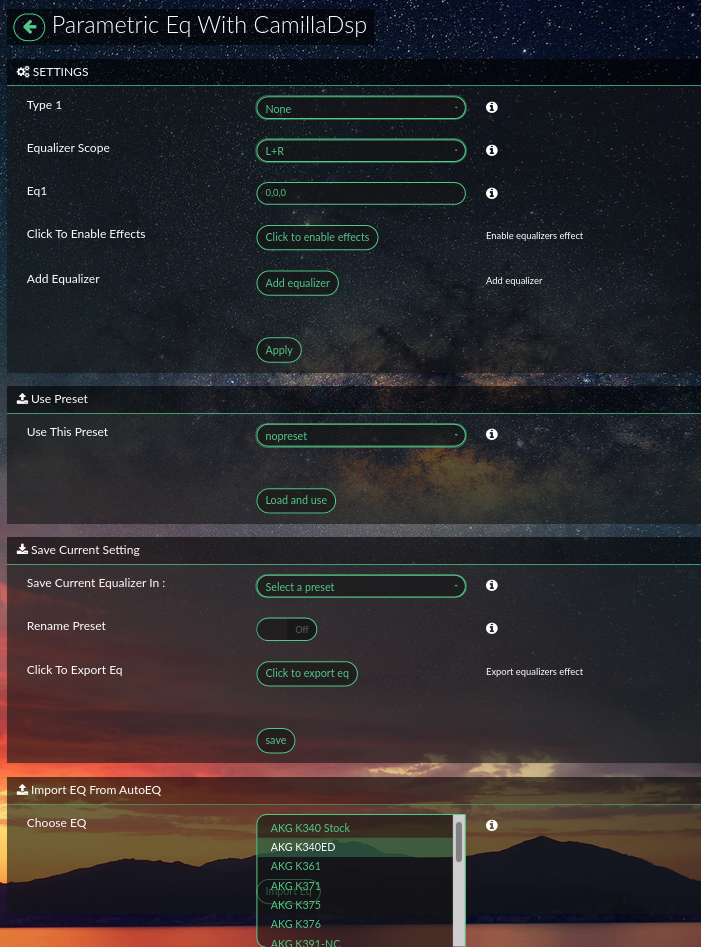 Parametric Eq With CamillaDsp
SETTINGS
Type 1
None
Equalizer Scope
L+R
Eq1
0,0,0
Click To Enable Effects
Click to enable effects
Enable equalizers effect
Add Equalizer
Add equalizer
Add equalizer
Apply
Use Preset
Use This Preset
nopreset
Load and use
Save Current Setting
Save Current Equalizer In :
Select a preset
Rename Preset
Off
Click To Export Eq
Click to export eq
Export equalizers effect
save
Import EQ From AutoEQ
Choose EQ
AKG K340 Stock
AKG K340ED
AKG K361
AKG K371
Import Eq
AKG K375
AKG K376
AKG K391-NC